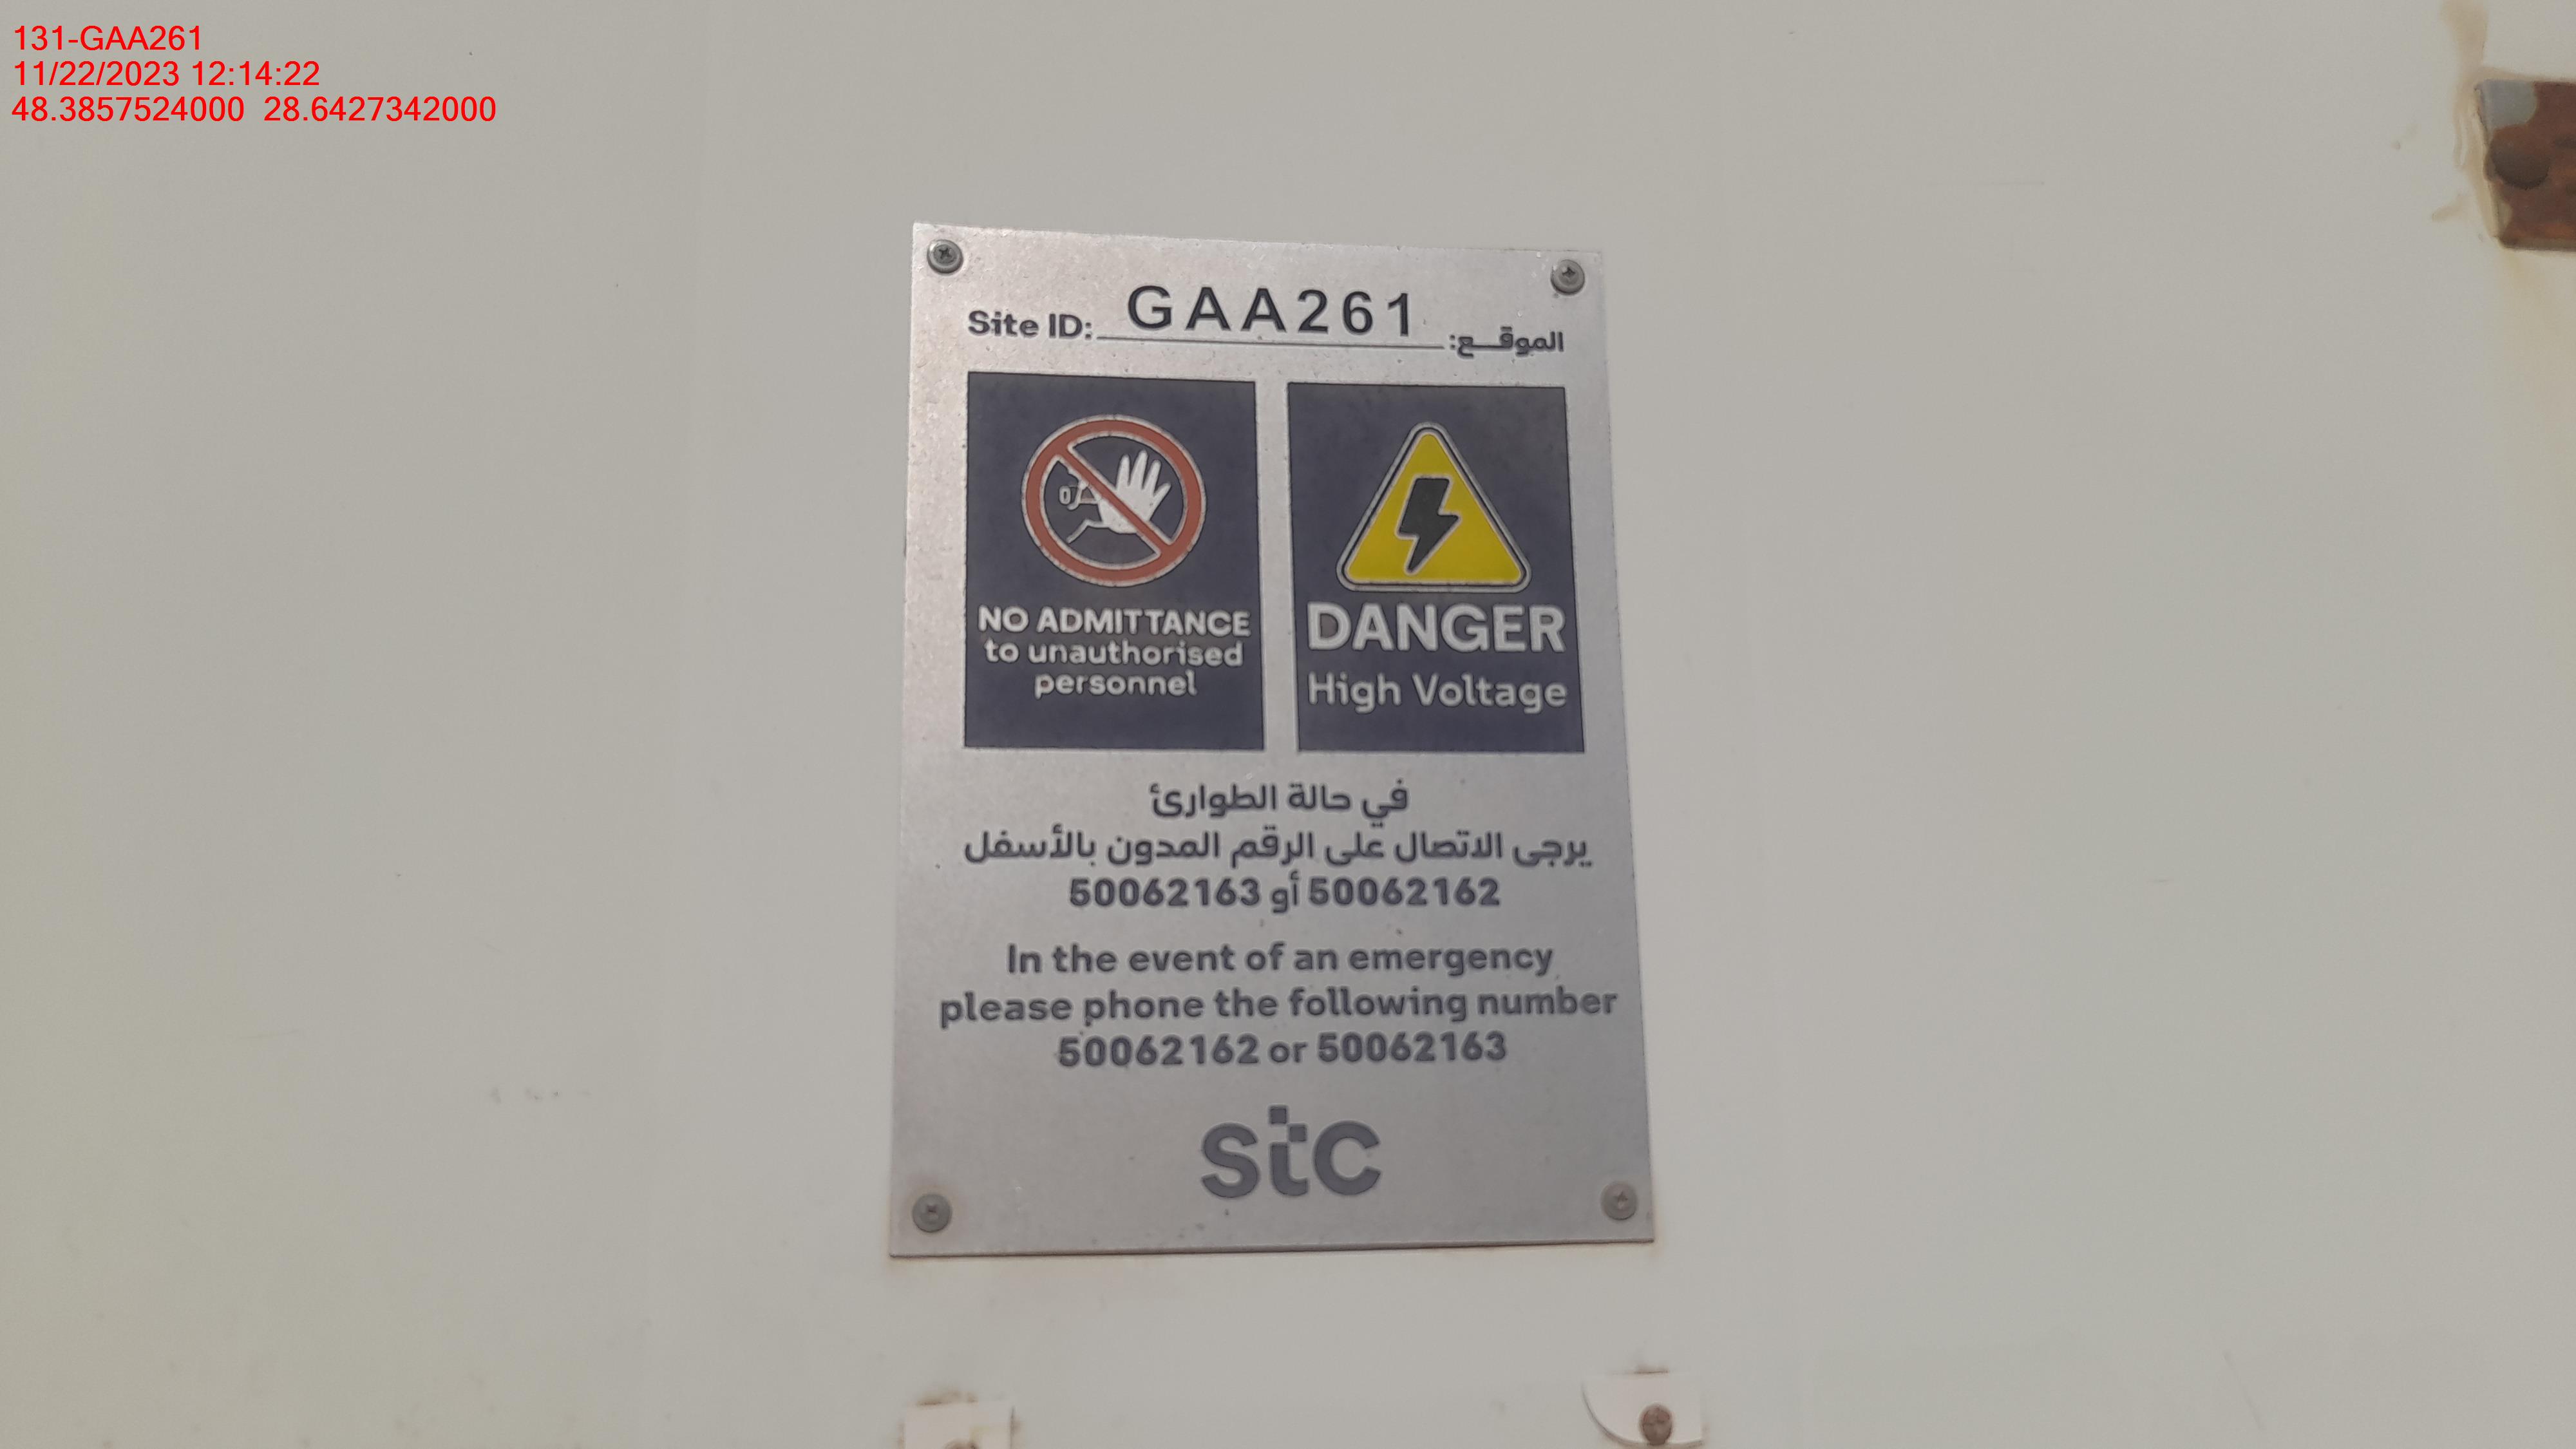 131-GAA261
11/22/2023 12:14:22
48.3857524000 28.6427342000
Site ID: GAA261 الموقـــع:
NO ADMITTANCE
to unauthorised
personnel
DANGER
High Voltage
في حالة الطوارئ
يرجى الاتصال على الرقم المدون بالأسفل
50062162 أو 50062163
In the event of an emergency
please phone the following number
50062162 or 50062163
stc